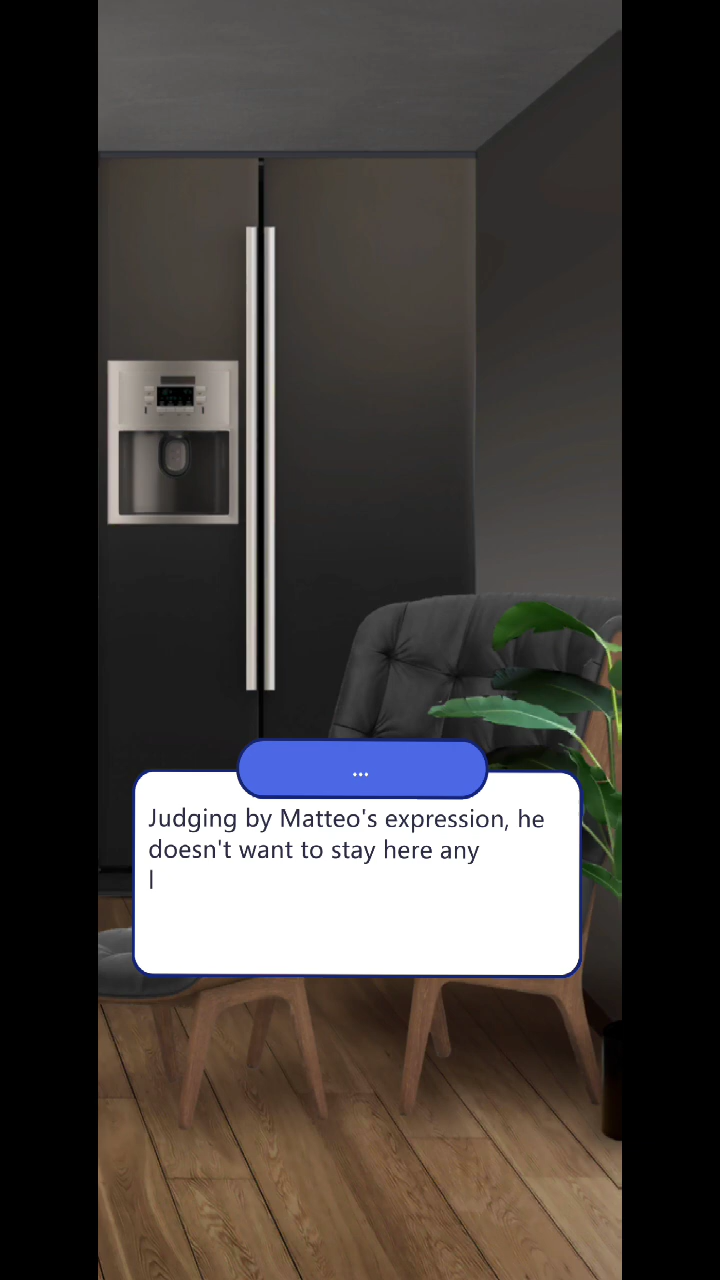 ...
Judging by Matteo's expression, he
doesn't want to stay here any
l